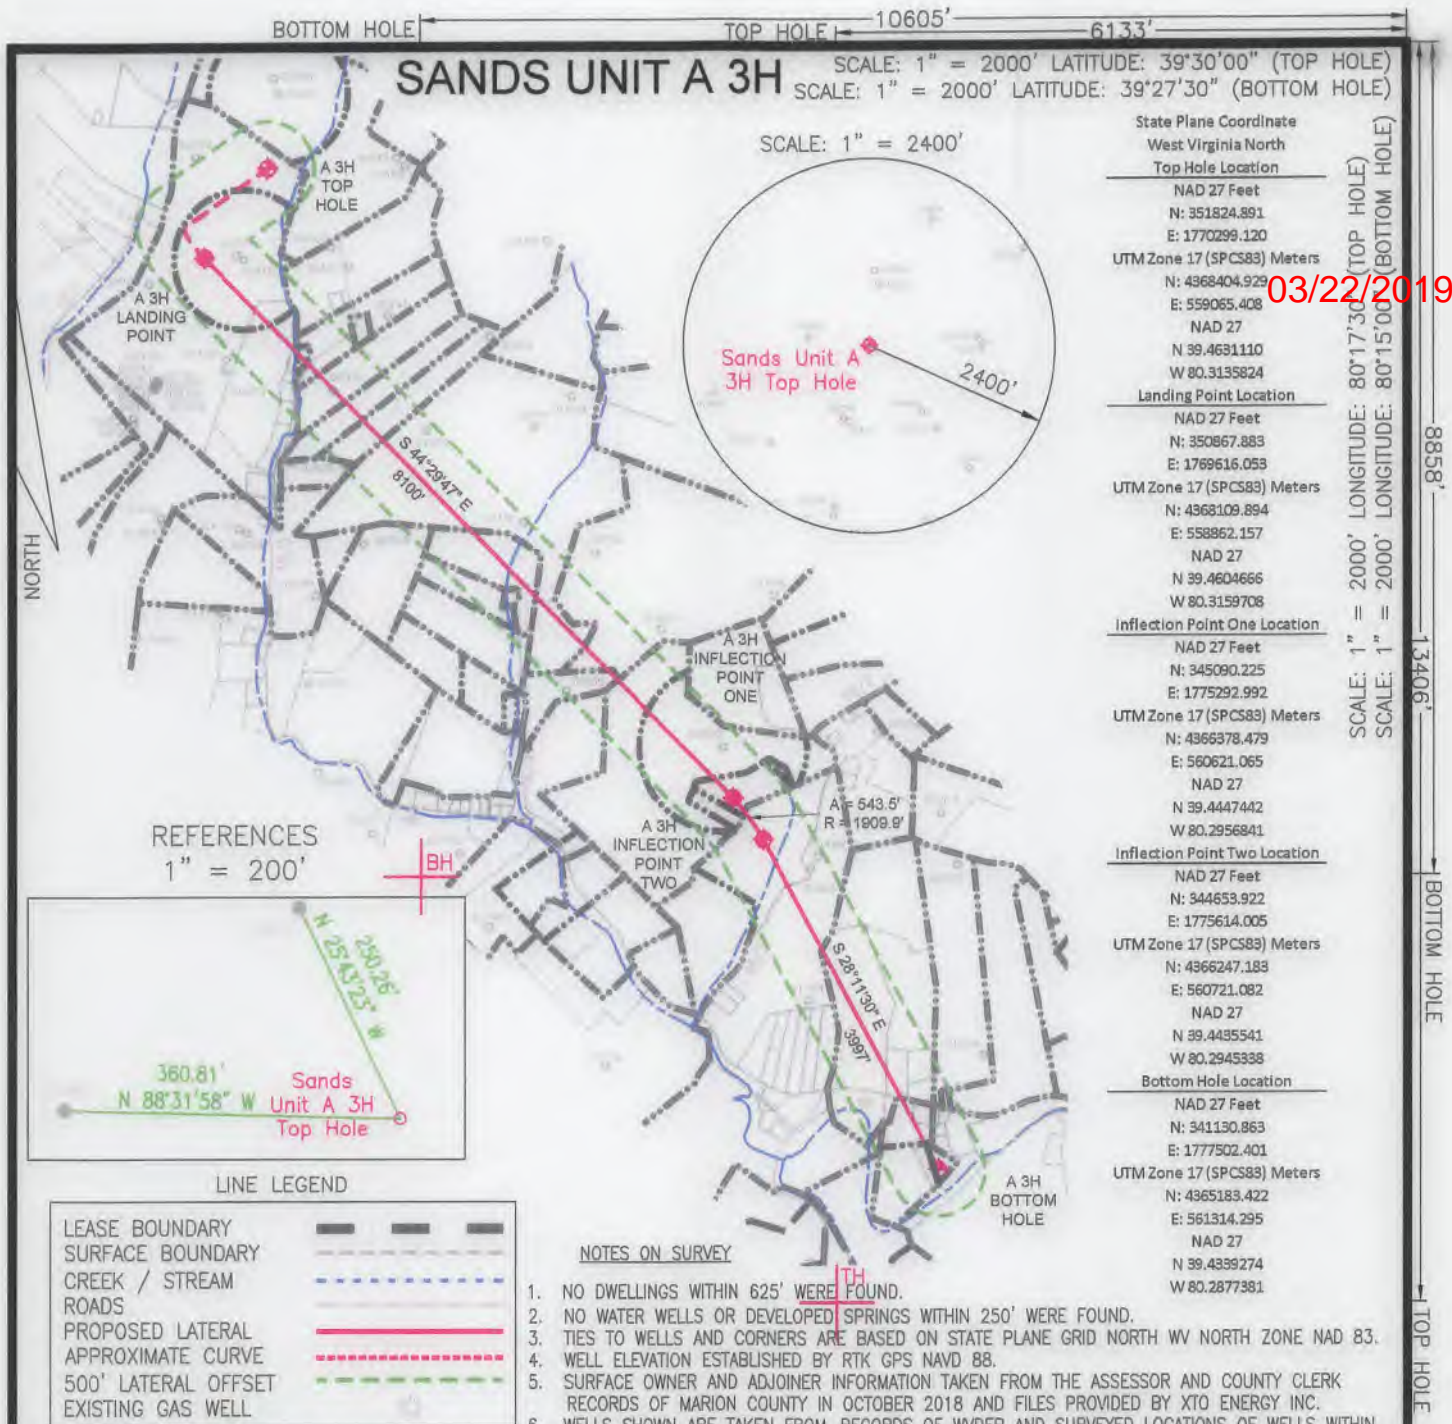 BOTTOM HOLE
10605'
TOP HOLE
6133'
SANDS UNIT A 3H
SCALE: 1" = 2000' LATITUDE: 39°30'00" (TOP HOLE)
SCALE: 1" = 2000' LATITUDE: 39°27'30" (BOTTOM HOLE)
SCALE: 1" = 2400'
Sands Unit A
3H Top Hole
2400'
State Plane Coordinate
West Virginia North
Top Hole Location
NAD 27 Feet
N: 351824.891
E: 1770299.120
UTM Zone 17 (SPCS83) Meters
N: 4368404.929
E: 559065.408
NAD 27
N 39.4631110
W 80.3135824
Landing Point Location
NAD 27 Feet
N: 350867.883
E: 1769616.053
UTM Zone 17 (SPCS83) Meters
N: 4368109.894
E: 558862.157
NAD 27
N 39.4604666
W 80.3159708
Inflection Point One Location
NAD 27 Feet
N: 345090.225
E: 1775292.992
UTM Zone 17 (SPCS83) Meters
N: 4366378.479
E: 560621.065
NAD 27
N 39.4447442
W 80.2956841
Inflection Point Two Location
NAD 27 Feet
N: 344653.922
E: 1775614.005
UTM Zone 17 (SPCS83) Meters
N: 4366247.183
E: 560721.082
NAD 27
N 39.4435541
W 80.2945338
Bottom Hole Location
NAD 27 Feet
N: 341130.863
E: 1777502.401
UTM Zone 17 (SPCS83) Meters
N: 4365183.422
E: 561314.295
NAD 27
N 39.4339274
W 80.2877381
03/22/2019
SCALE: 1" = 2000' LONGITUDE: 80°17'30" (TOP HOLE)
SCALE: 1" = 2000' LONGITUDE: 80°15'00" (BOTTOM HOLE)
8858'
13406'
BOTTOM HOLE
TOP HOLE
A 3H
TOP
HOLE
A 3H
LANDING
POINT
S 44°29'47" E
8100'
NORTH
A 3H
INFLECTION
POINT
ONE
A = 543.5'
R = 1909.9'
A 3H
INFLECTION
POINT
TWO
S 28°11'30" E
3997'
A 3H
BOTTOM
HOLE
REFERENCES
1" = 200'
BH
250.26'
N 25°43'23" W
360.81'
N 88°31'58" W
Sands
Unit A 3H
Top Hole
LINE LEGEND
LEASE BOUNDARY
SURFACE BOUNDARY
CREEK / STREAM
ROADS
PROPOSED LATERAL
APPROXIMATE CURVE
500' LATERAL OFFSET
EXISTING GAS WELL
NOTES ON SURVEY
TH
1. NO DWELLINGS WITHIN 625' WERE FOUND.
2. NO WATER WELLS OR DEVELOPED SPRINGS WITHIN 250' WERE FOUND.
3. TIES TO WELLS AND CORNERS ARE BASED ON STATE PLANE GRID NORTH WV NORTH ZONE NAD 83.
4. WELL ELEVATION ESTABLISHED BY RTK GPS NAVD 88.
5. SURFACE OWNER AND ADJOINER INFORMATION TAKEN FROM THE ASSESSOR AND COUNTY CLERK
RECORDS OF MARION COUNTY IN OCTOBER 2018 AND FILES PROVIDED BY XTO ENERGY INC.
6. WELLS SHOWN ARE TAKEN FROM RECORDS OF WVDEP AND SURVEYED LOCATIONS OF WELLS WITHIN